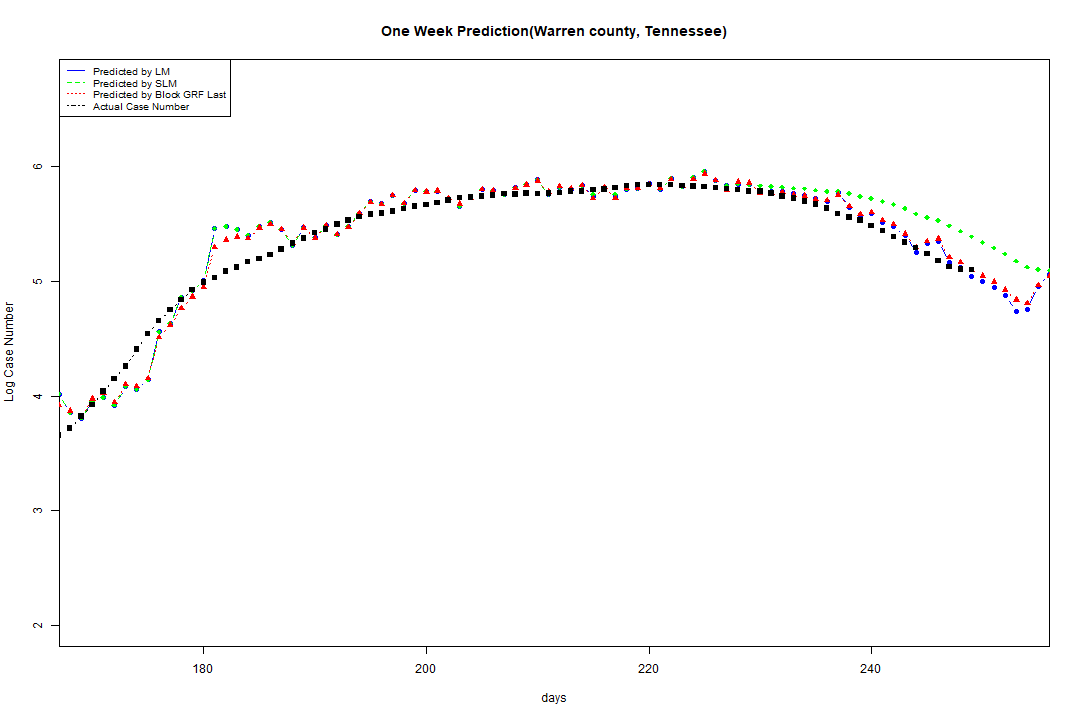 One Week Prediction(Warren county, Tennessee)
Predicted by LM
Predicted by SLM
Predicted by Block GRF Last
Actual Case Number
6
5
4
3
2
Log Case Number
180 200 220 240
days